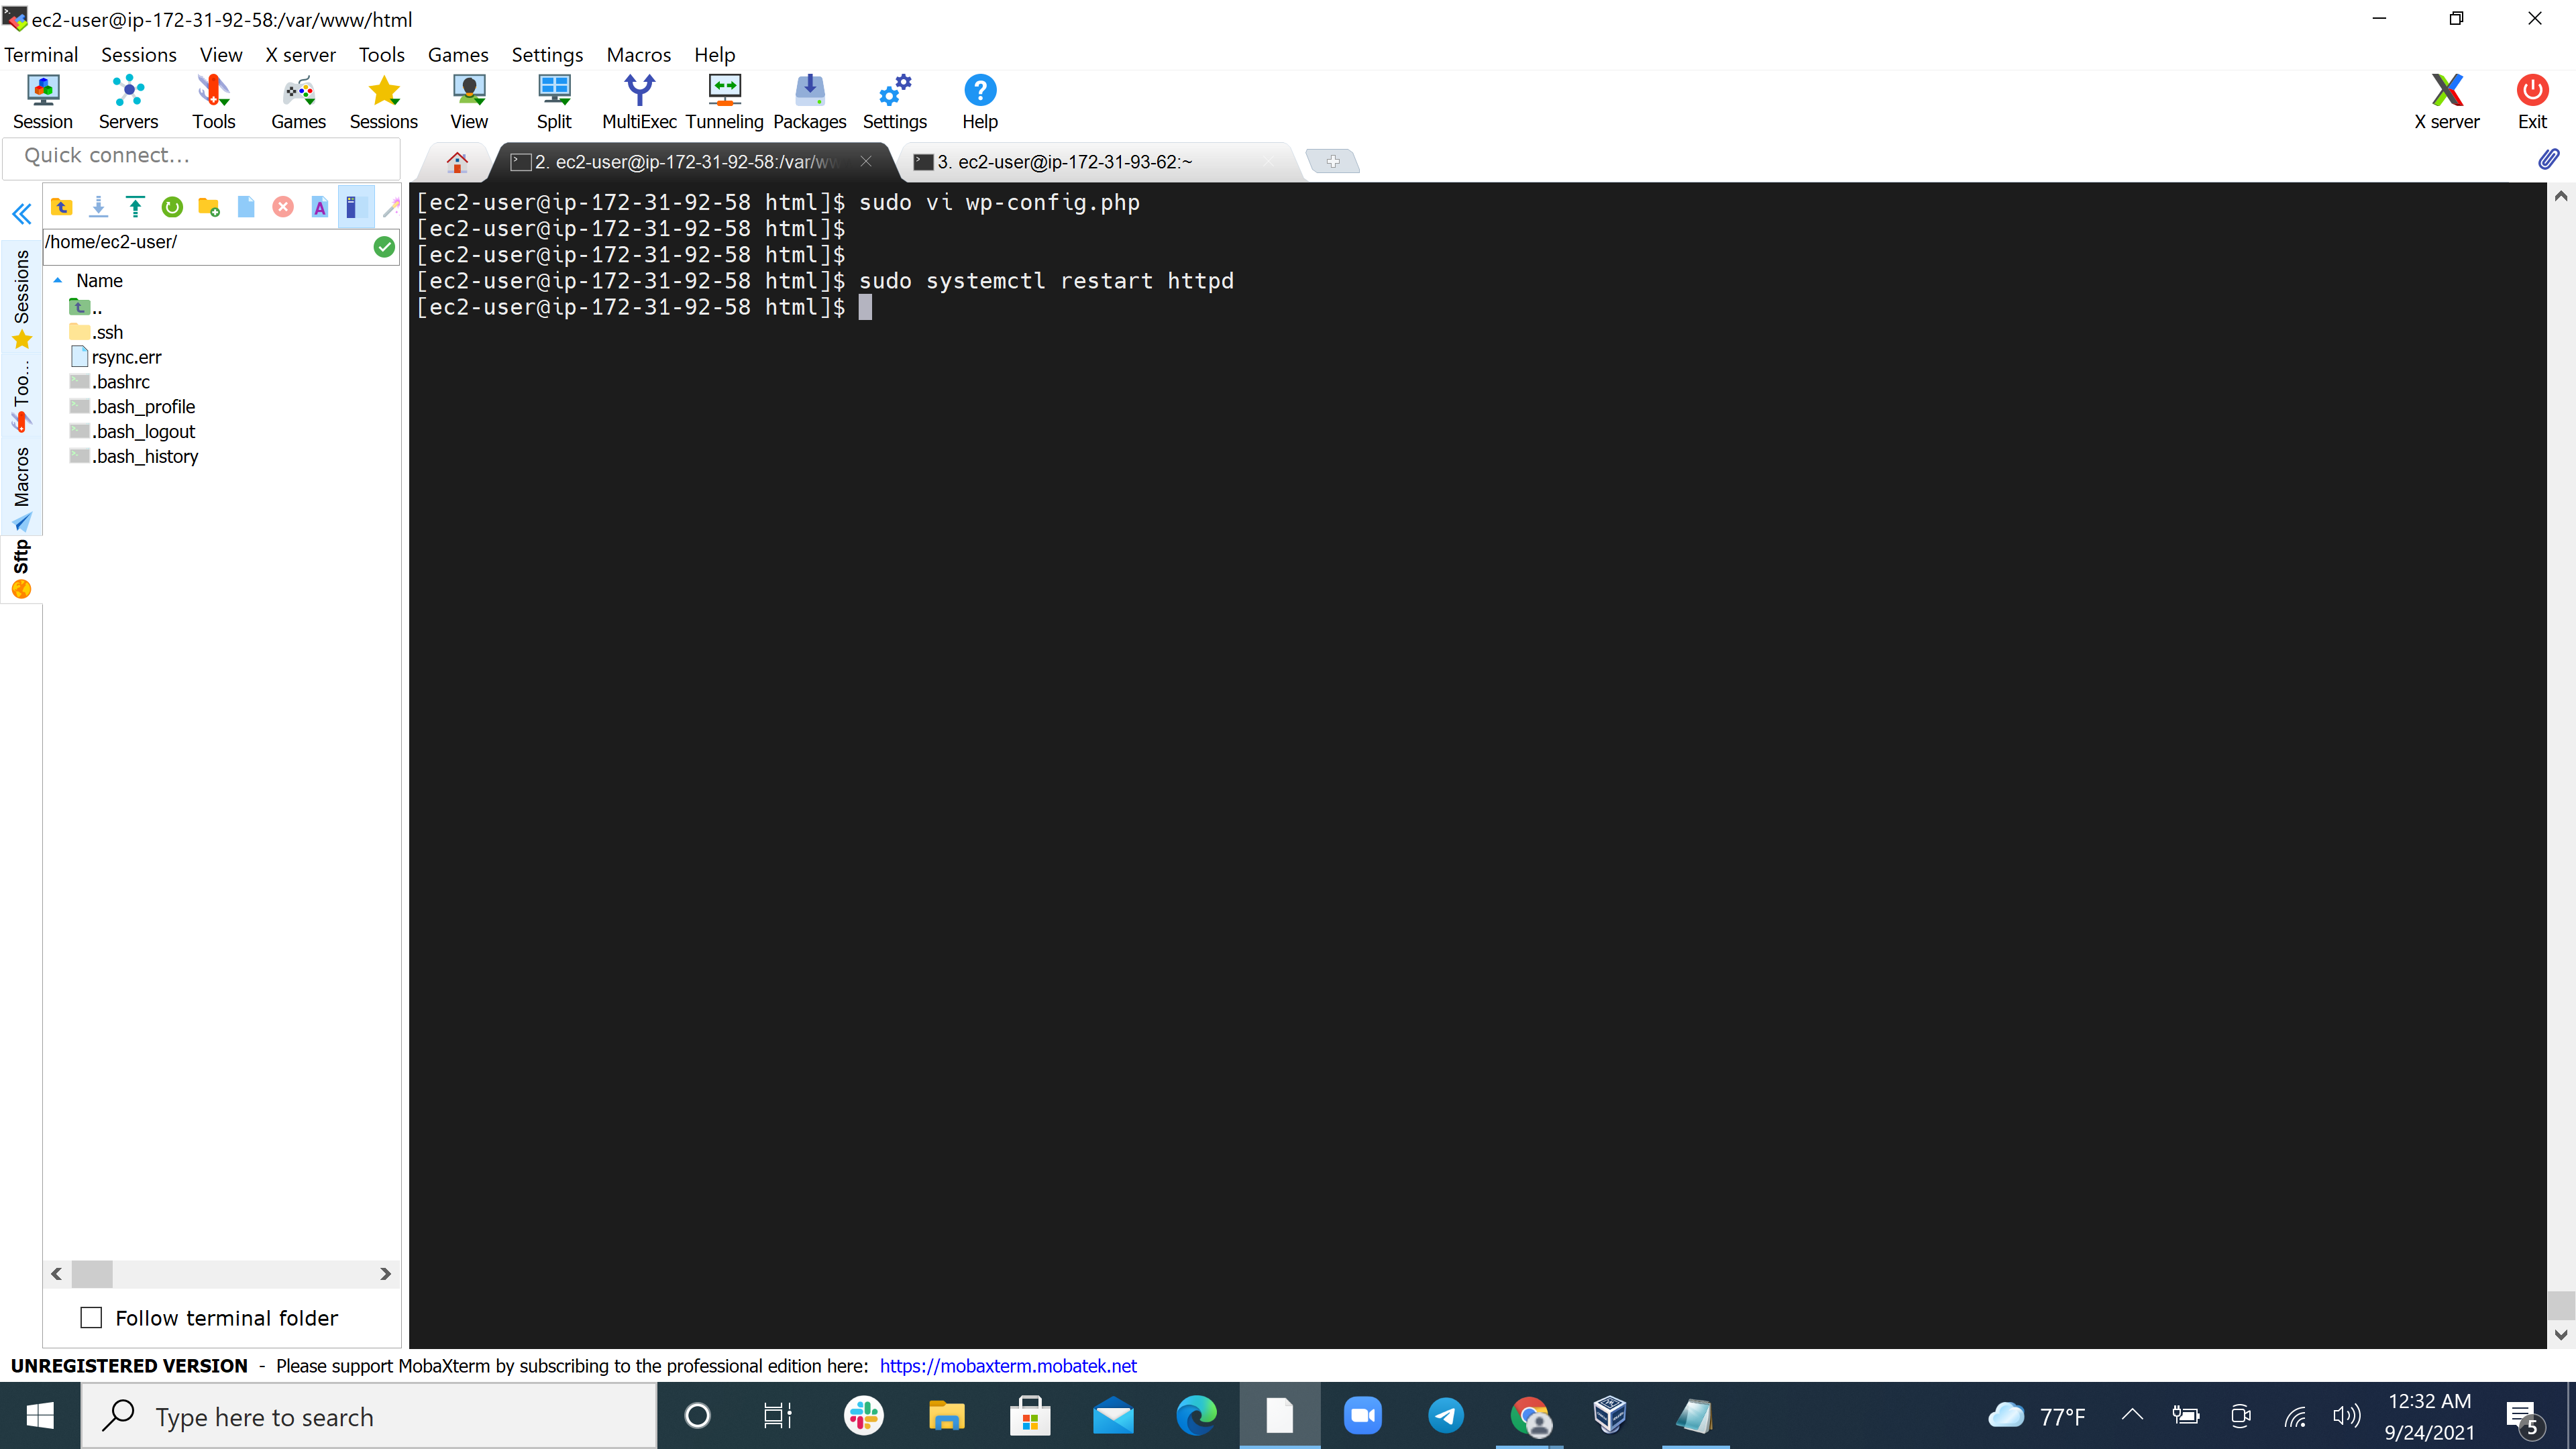 ec2-user@ip-172-31-92-58:/var/www/html
Terminal Sessions View X server Tools Games Settings Macros Help
Session Servers Tools Games Sessions View Split MultiExec Tunneling Packages Settings Help X server Exit
Quick connect...
2. ec2-user@ip-172-31-92-58:/var/ww
3. ec2-user@ip-172-31-93-62:~
/home/ec2-user/
Name
..
.ssh
rsync.err
.bashrc
.bash_profile
.bash_logout
.bash_history
Sessions
Too...
Macros
Sftp
[ec2-user@ip-172-31-92-58 html]$ sudo vi wp-config.php
[ec2-user@ip-172-31-92-58 html]$
[ec2-user@ip-172-31-92-58 html]$
[ec2-user@ip-172-31-92-58 html]$ sudo systemctl restart httpd
[ec2-user@ip-172-31-92-58 html]$
Follow terminal folder
UNREGISTERED VERSION - Please support MobaXterm by subscribing to the professional edition here: https://mobaxterm.mobatek.net
Type here to search
77°F
12:32 AM
9/24/2021
5